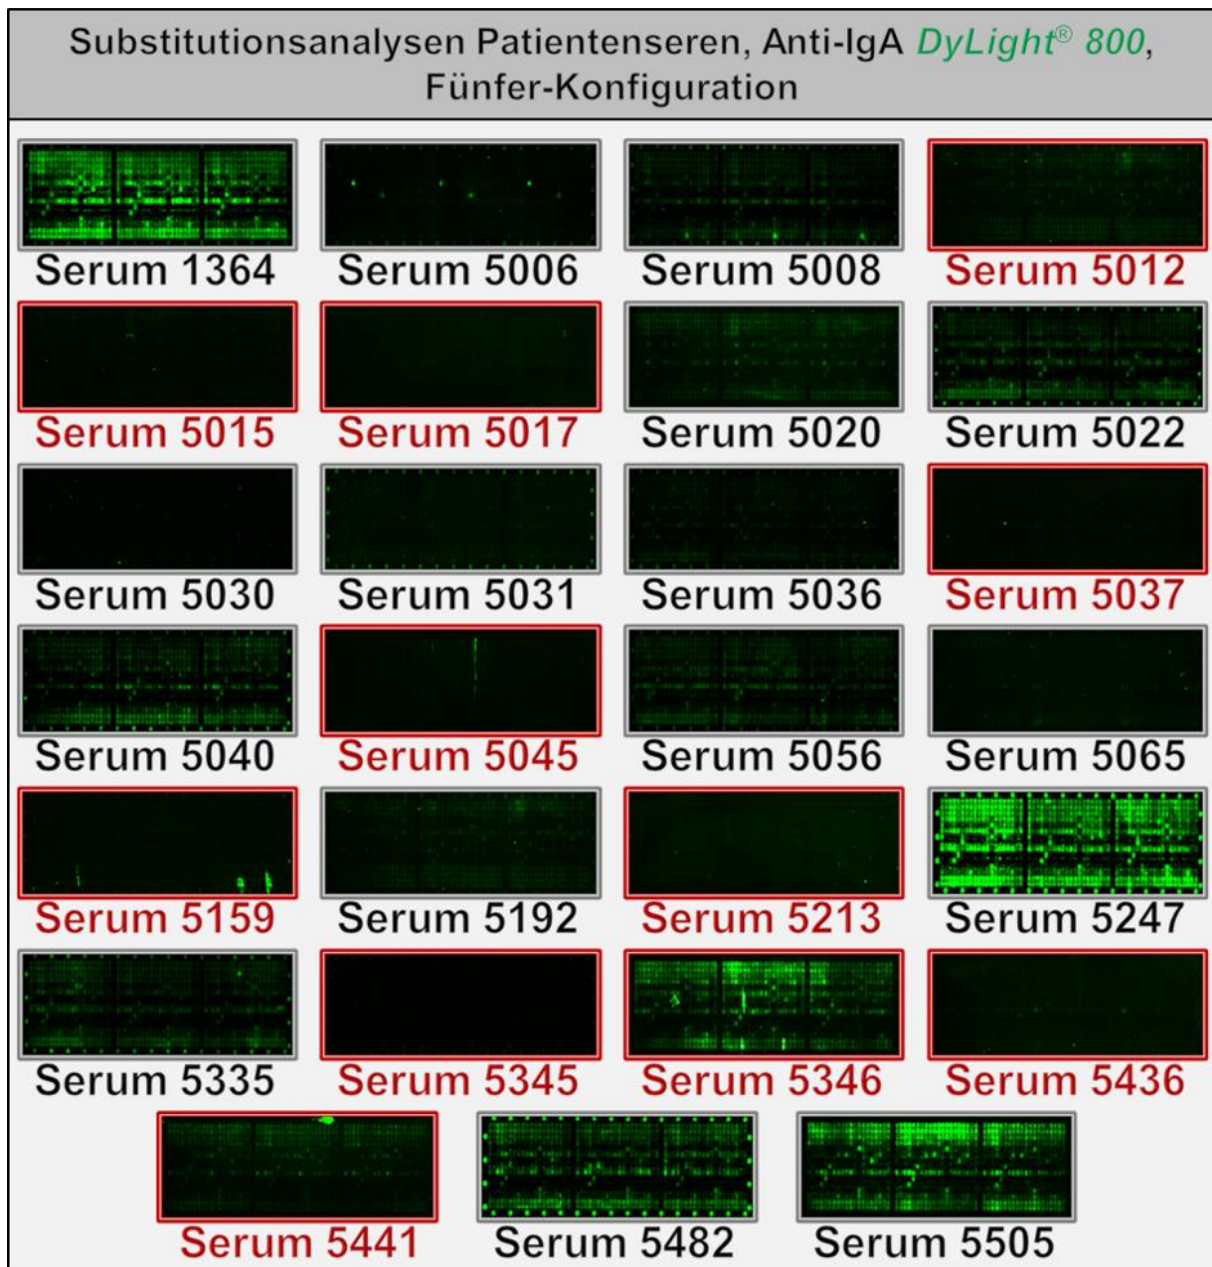 Substitutionsanalysen Patientenseren, Anti-IgA DyLight® 800,
Fünfer-Konfiguration
Serum 1364 Serum 5006 Serum 5008 Serum 5012
Serum 5015 Serum 5017 Serum 5020 Serum 5022
Serum 5030 Serum 5031 Serum 5036 Serum 5037
Serum 5040 Serum 5045 Serum 5056 Serum 5065
Serum 5159 Serum 5192 Serum 5213 Serum 5247
Serum 5335 Serum 5345 Serum 5346 Serum 5436
Serum 5441 Serum 5482 Serum 5505